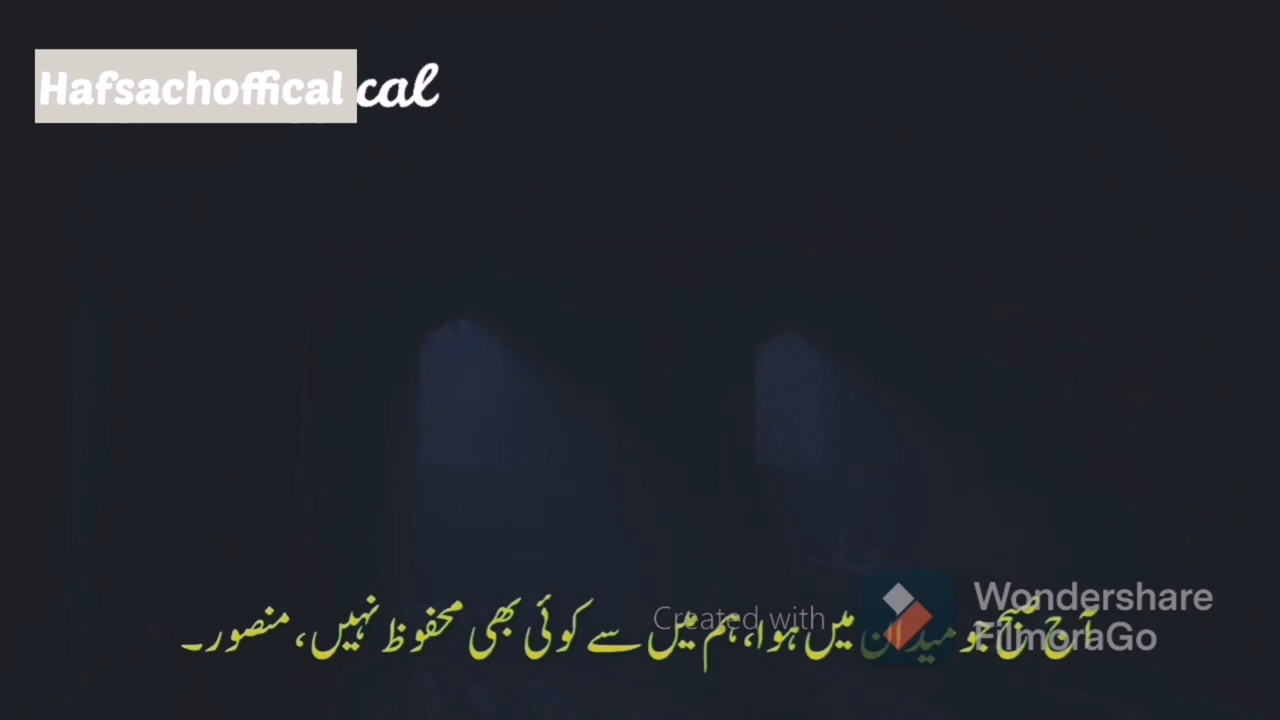 Hafsachoffical cal
آج صبح جو میدان میں ہوا، ہم میں سے کوئی بھی محفوظ نہیں، منصور۔
Created with
Wondershare
FilmoraGo